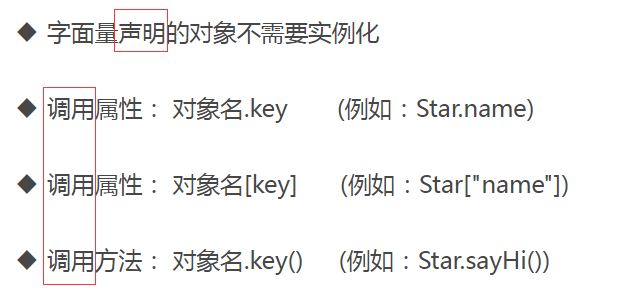 ◆ 字面量声明的对象不需要实例化
◆ 调用属性： 对象名.key (例如：Star.name)
◆ 调用属性： 对象名[key] (例如：Star["name"])
◆ 调用方法： 对象名.key() (例如：Star.sayHi())